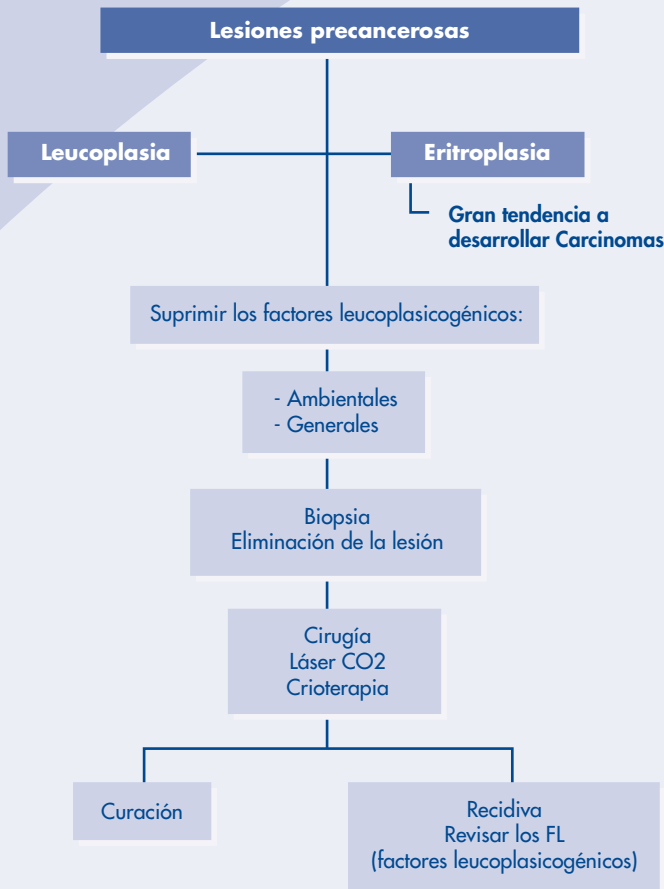 Lesiones precancerosas
Leucoplasia
Eritroplasia
Gran tendencia a
desarrollar Carcinomas
Suprimir los factores leucoplasicogénicos:
- Ambientales
- Generales
Biopsia
Eliminación de la lesión
Cirugía
Láser CO2
Crioterapia
Curación
Recidiva
Revisar los FL
(factores leucoplasicogénicos)